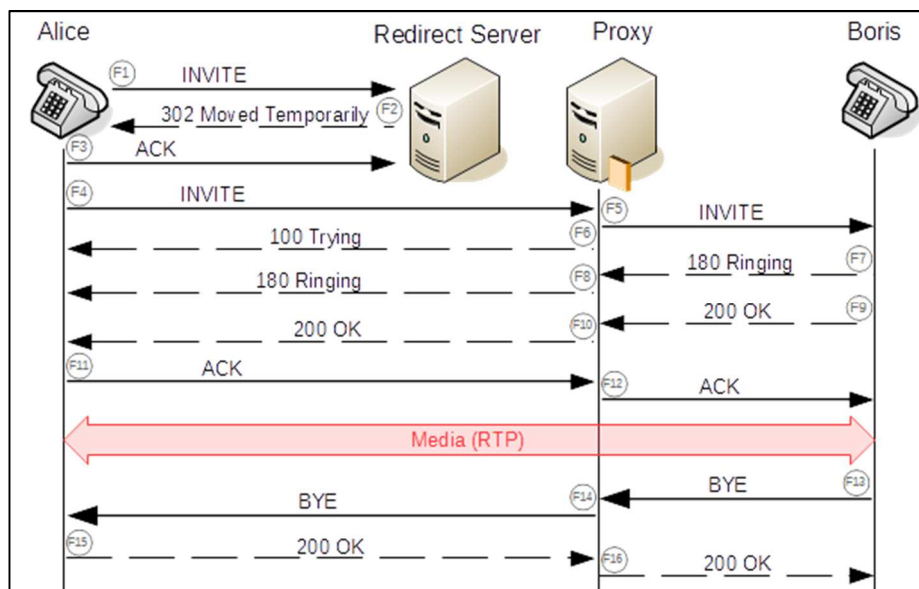 Alice Redirect Server Proxy Boris
F1 INVITE
302 Moved Temporarily F2
F3 ACK
F4 INVITE
F5 INVITE
100 Trying F6
180 Ringing F7
180 Ringing F8
200 OK F9
200 OK F10
F11 ACK
F12 ACK
Media (RTP)
BYE F13
BYE F14
F15 200 OK
F16 200 OK